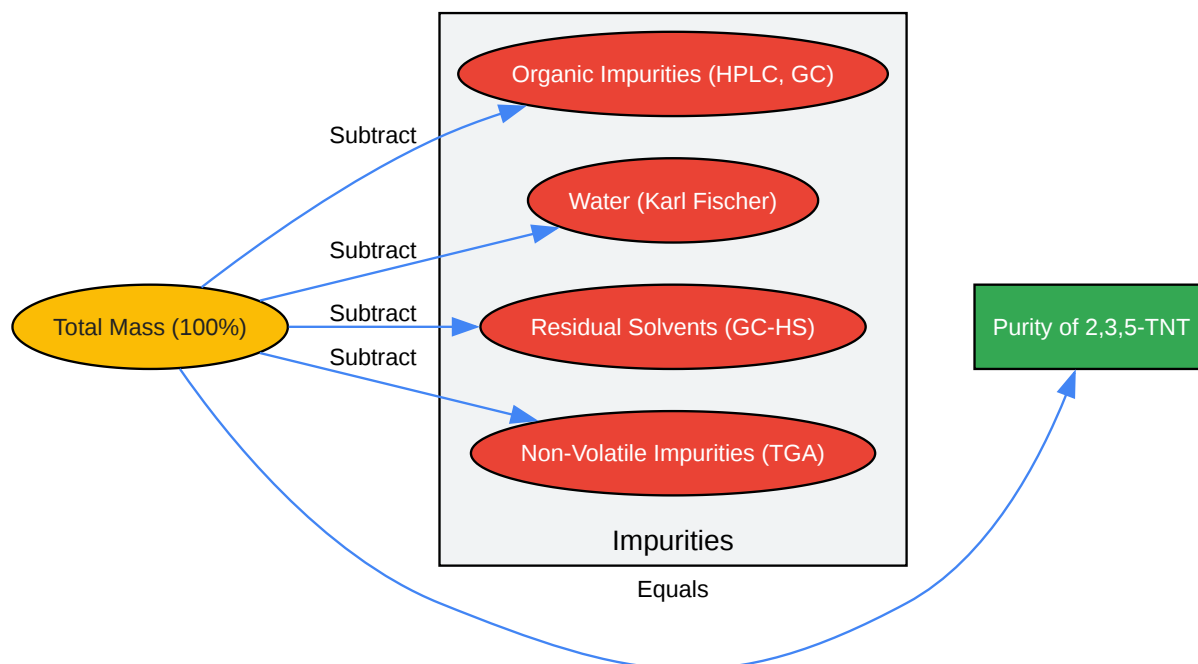 Organic Impurities (HPLC, GC)
Subtract
Water (Karl Fischer)
Subtract
Subtract
Total Mass (100%)
Residual Solvents (GC-HS)
Purity of 2,3,5-TNT
Subtract
Non-Volatile Impurities (TGA)
Impurities
Equals